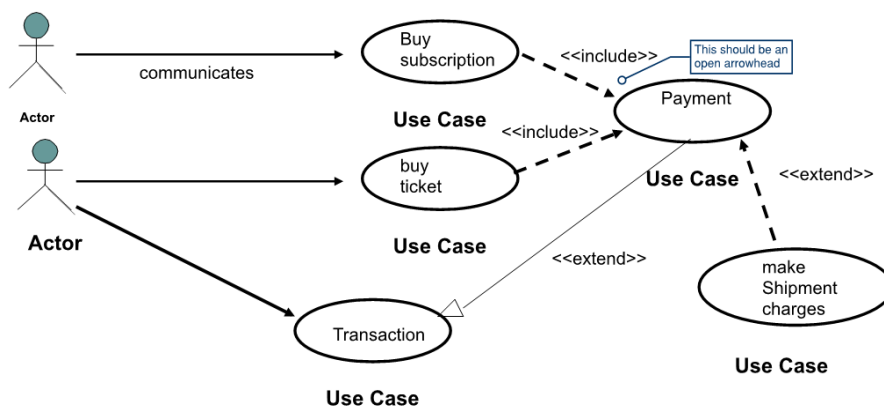 Buy
subscription
<<include>>
This should be an
open arrowhead
communicates
Payment
Actor
Use Case
<<include>>
buy
ticket
Use Case
<<extend>>
Actor
Use Case
<<extend>>
make
Shipment
charges
Transaction
Use Case
Use Case